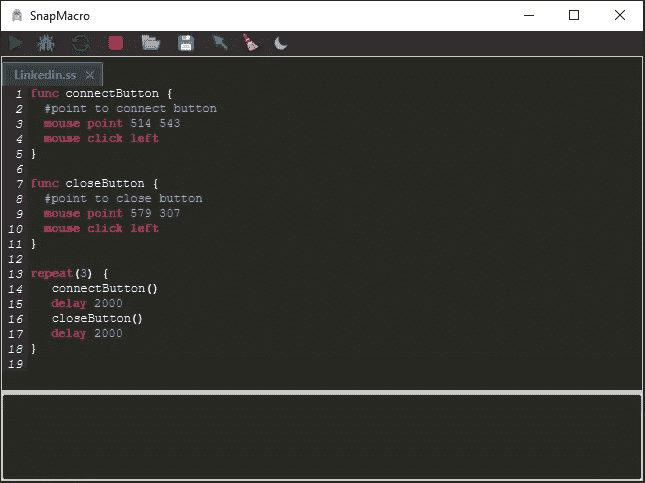 SnapMacro
Linkedin.ss
1 func connectButton {
2   #point to connect button
3   mouse point 514 543
4   mouse click left
5 }
6
7 func closeButton {
8   #point to close button
9   mouse point 579 307
10   mouse click left
11 }
12
13 repeat(3) {
14    connectButton()
15    delay 2000
16    closeButton()
17    delay 2000
18 }
19